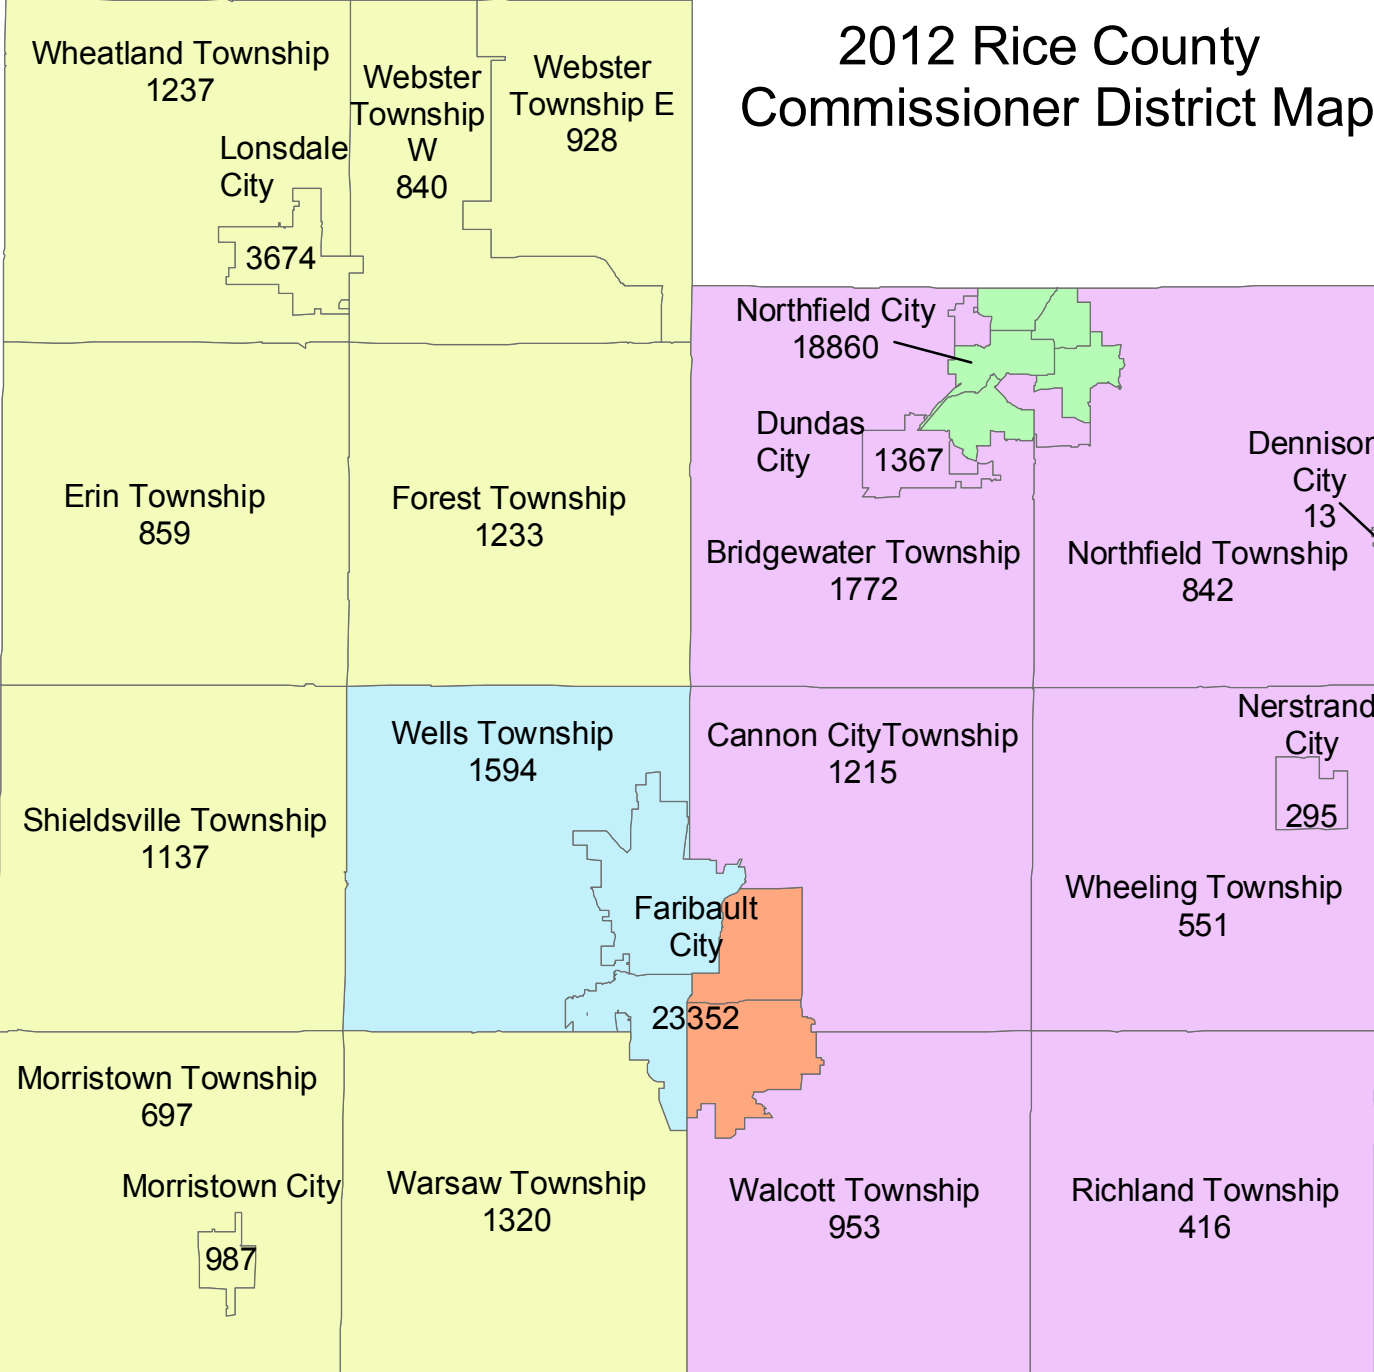 2012 Rice County
Commissioner District Map
Wheatland Township
1237
Webster
Township
W
840
Webster
Township E
928
Lonsdale
City
3674
Northfield City
18860
Dundas
City
1367
Dennison
City
13
Erin Township
859
Forest Township
1233
Bridgewater Township
1772
Northfield Township
842
Wells Township
1594
Cannon CityTownship
1215
Nerstrand
City
295
Shieldsville Township
1137
Wheeling Township
551
Faribault
City
23352
Morristown Township
697
Morristown City
987
Warsaw Township
1320
Walcott Township
953
Richland Township
416